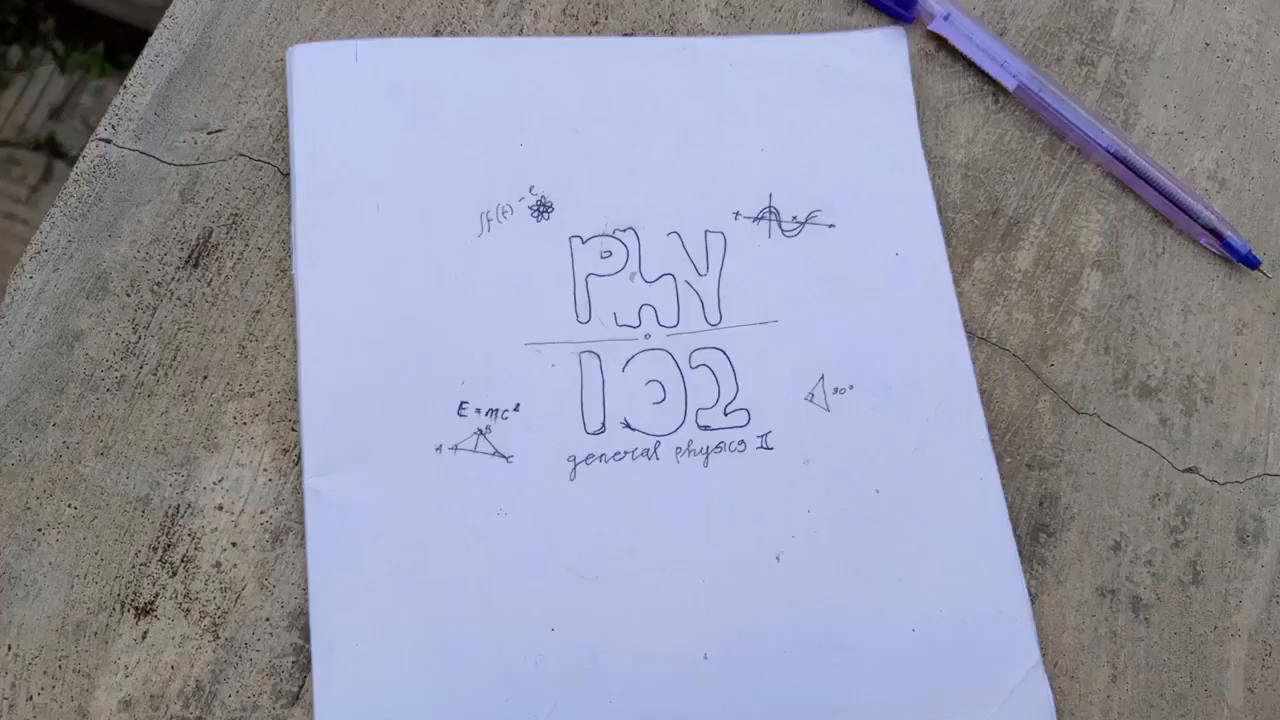 ∫f(t)
e
PHY
102
general physics II
E = mc²
A B C
30°